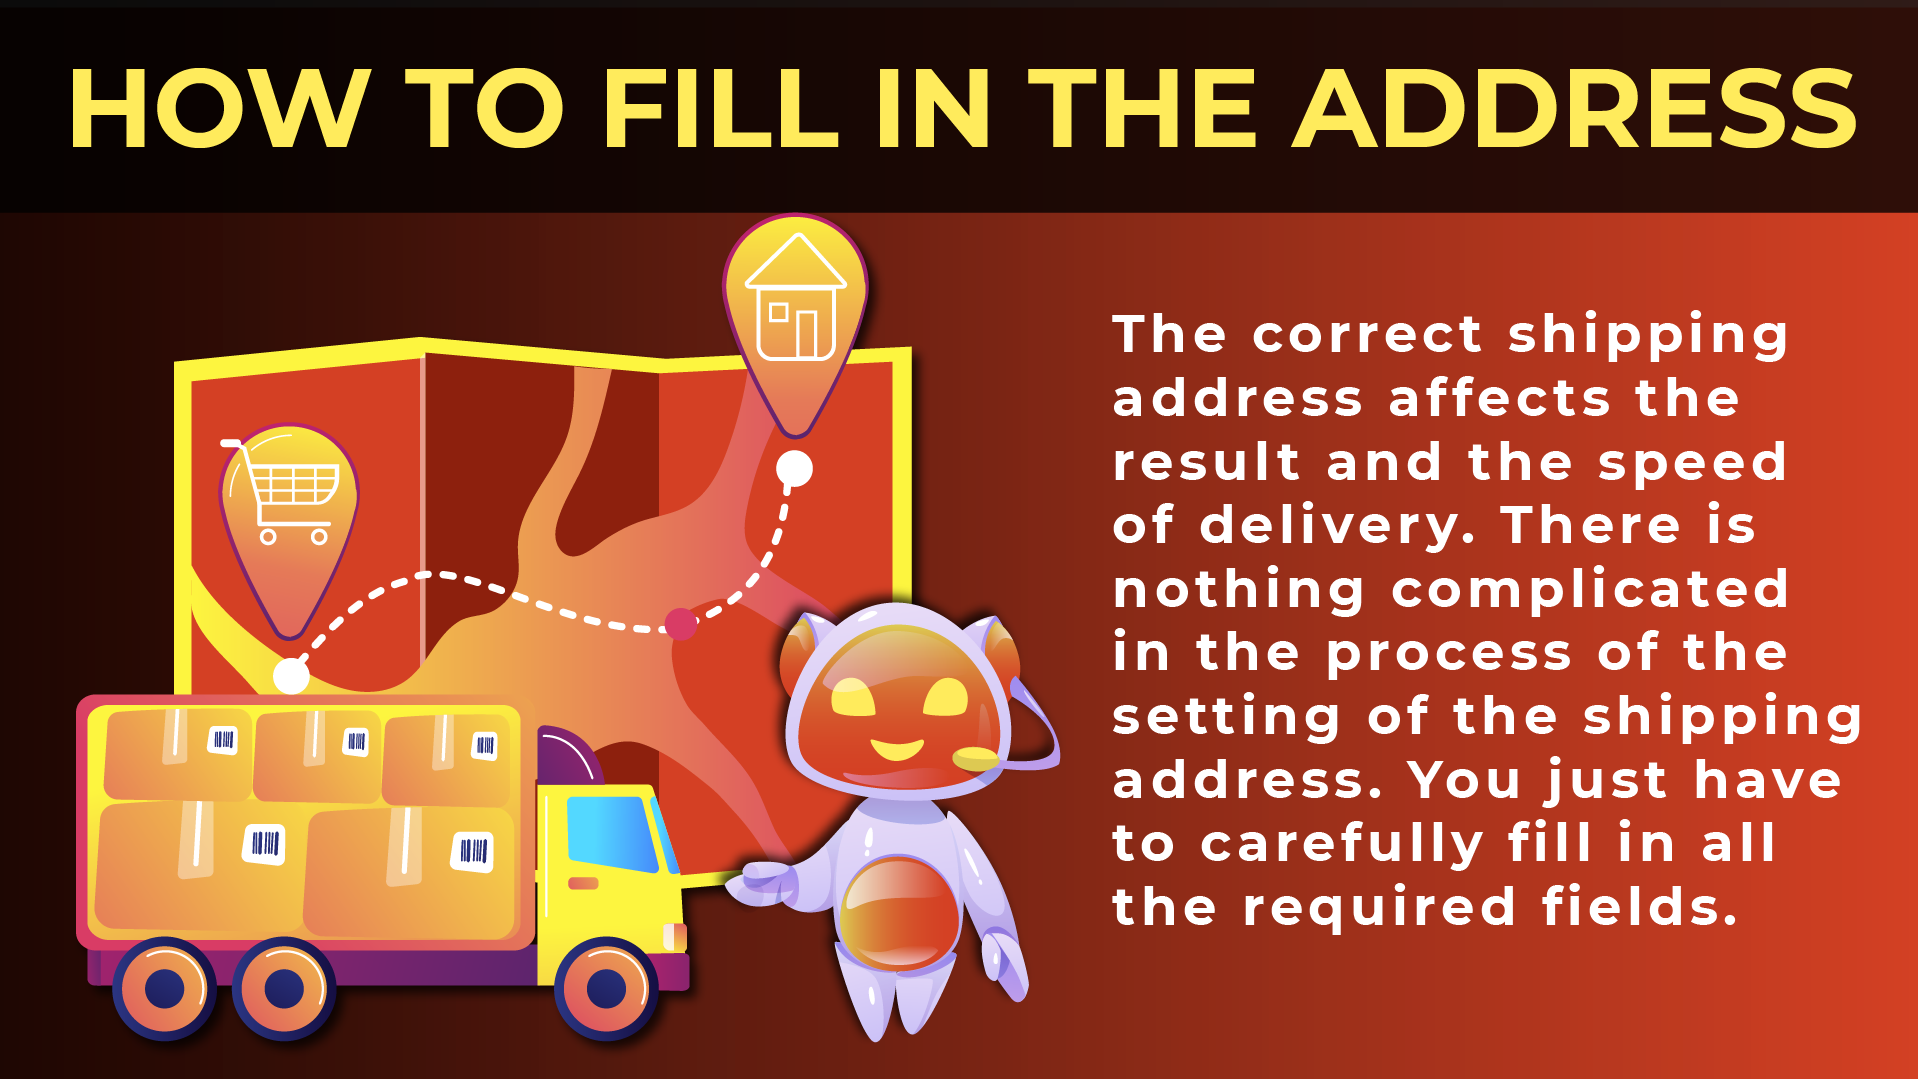 HOW TO FILL IN THE ADDRESS
The correct shipping
address affects the
result and the speed
of delivery. There is
nothing complicated
in the process of the
setting of the shipping
address. You just have
to carefully fill in all
the required fields.